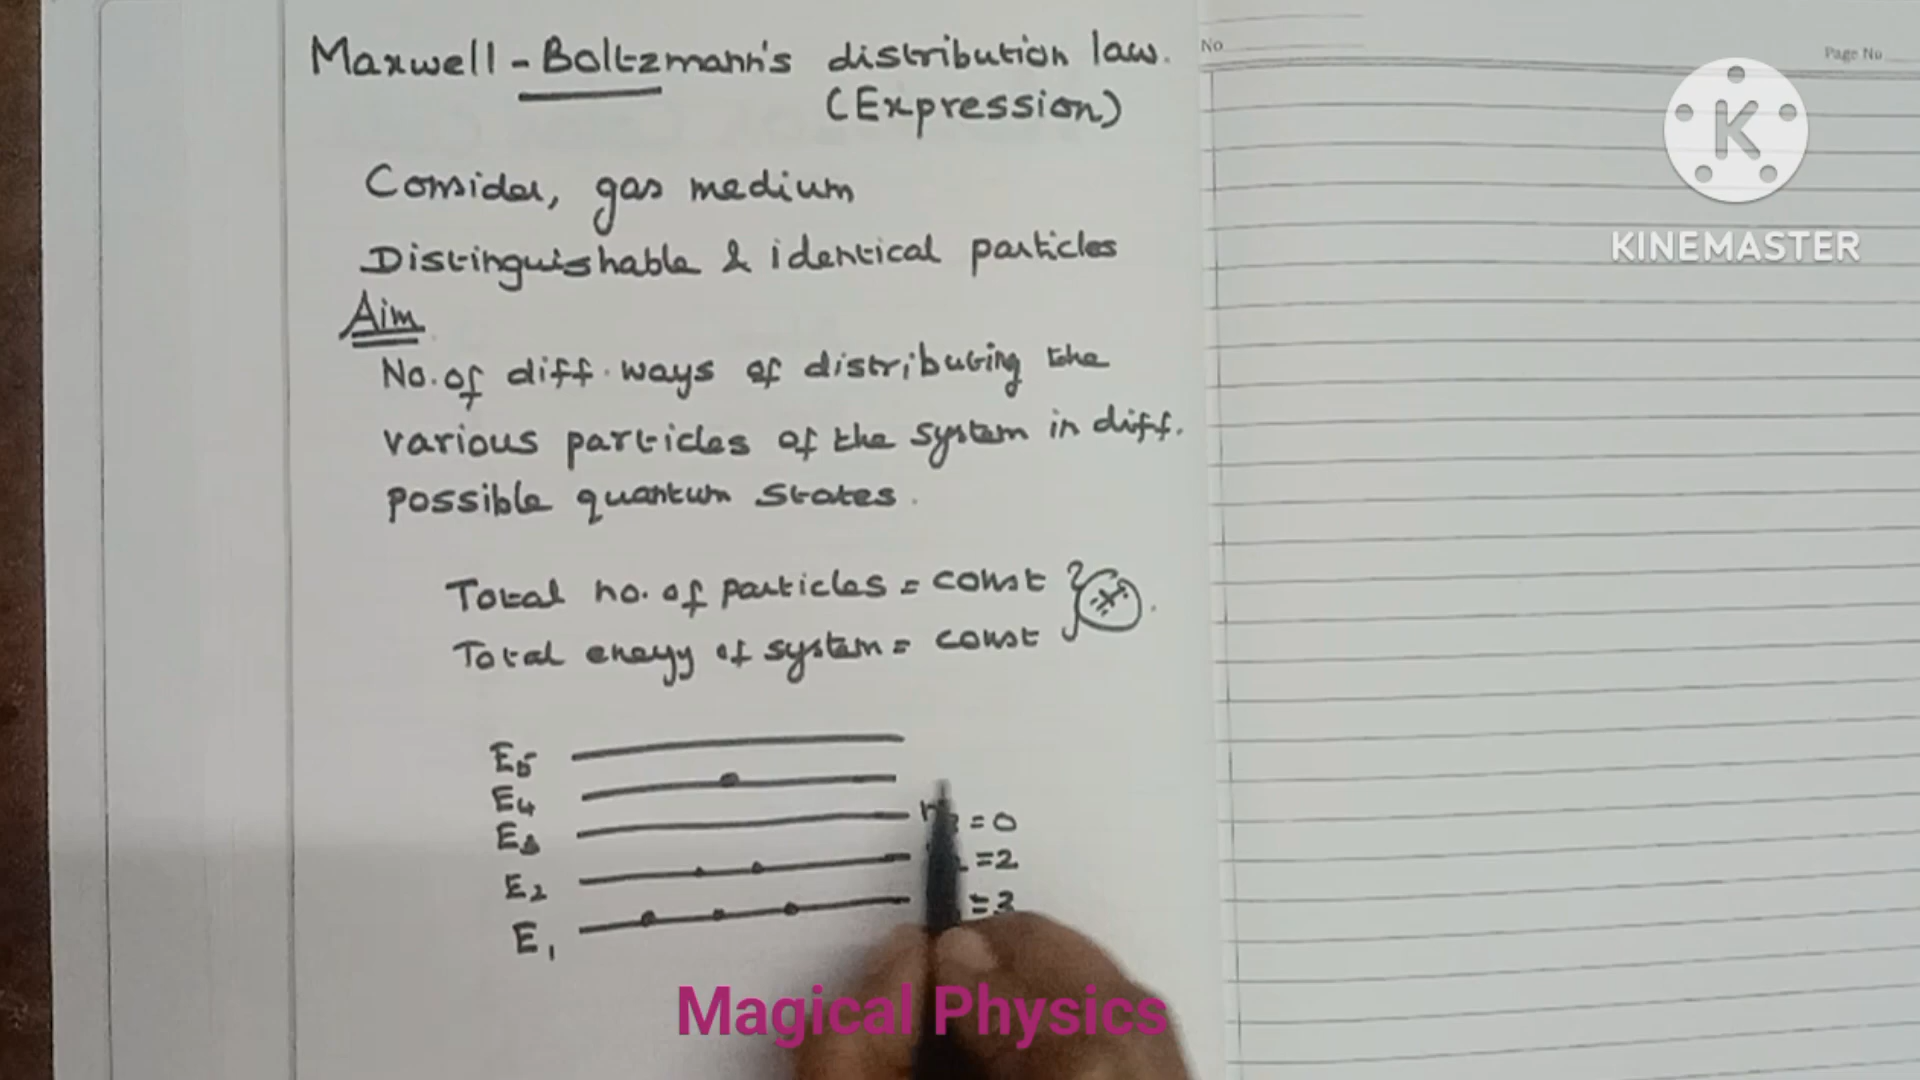 Maxwell - Boltzmann's distribution law.
(Expression)
Consider, gas medium
Distinguishable & identical particles
Aim
No. of diff. ways of distributing the
various particles of the system in diff.
possible quantum states.
Total no. of particles = const
Total energy of system = const
E5
E4
E3 = 0
E2 = 2
E1 = 3
No
Page No
K
KINEMASTER
Magical Physics